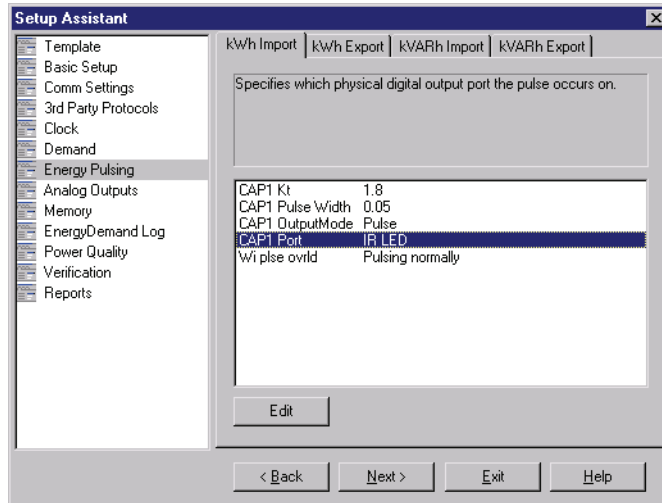 Setup Assistant
Template
Basic Setup
Comm Settings
3rd Party Protocols
Clock
Demand
Energy Pulsing
Analog Outputs
Memory
EnergyDemand Log
Power Quality
Verification
Reports
kWh Import kWh Export kVARh Import kVARh Export
Specifies which physical digital output port the pulse occurs on.
CAP1 Kt 1.8
CAP1 Pulse Width 0.05
CAP1 OutputMode Pulse
CAP1 Port IR LED
Wi plse ovrld Pulsing normally
Edit
< Back Next > Exit Help